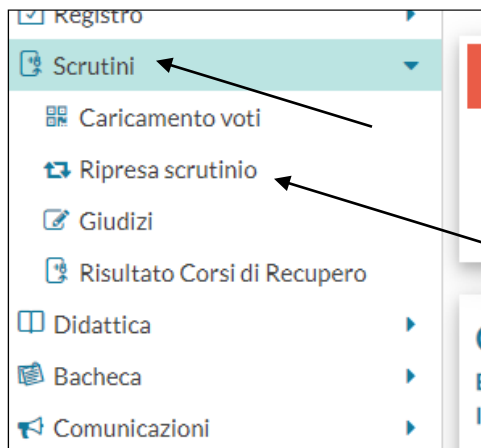 Registro
Scrutini
Caricamento voti
Ripresa scrutinio
Giudizi
Risultato Corsi di Recupero
Didattica
Bacheca
Comunicazioni